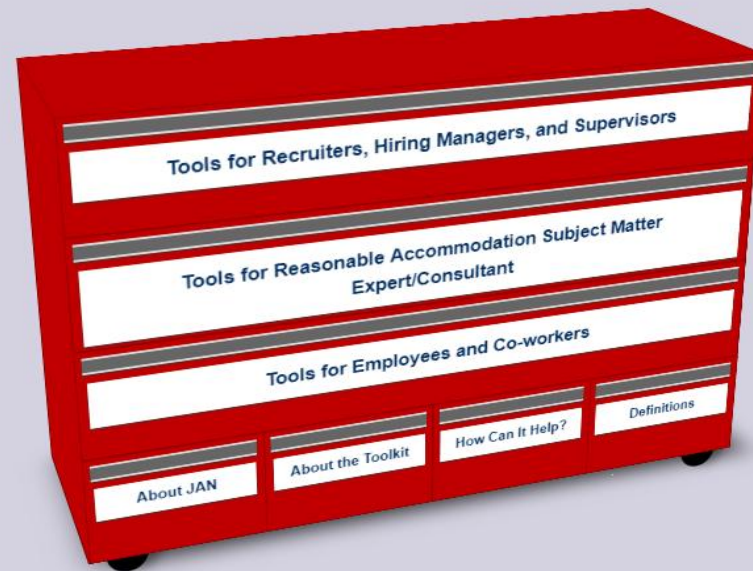 Tools for Recruiters, Hiring Managers, and Supervisors
Tools for Reasonable Accommodation Subject Matter
Expert/Consultant
Tools for Employees and Co-workers
About JAN
About the Toolkit
How Can It Help?
Definitions